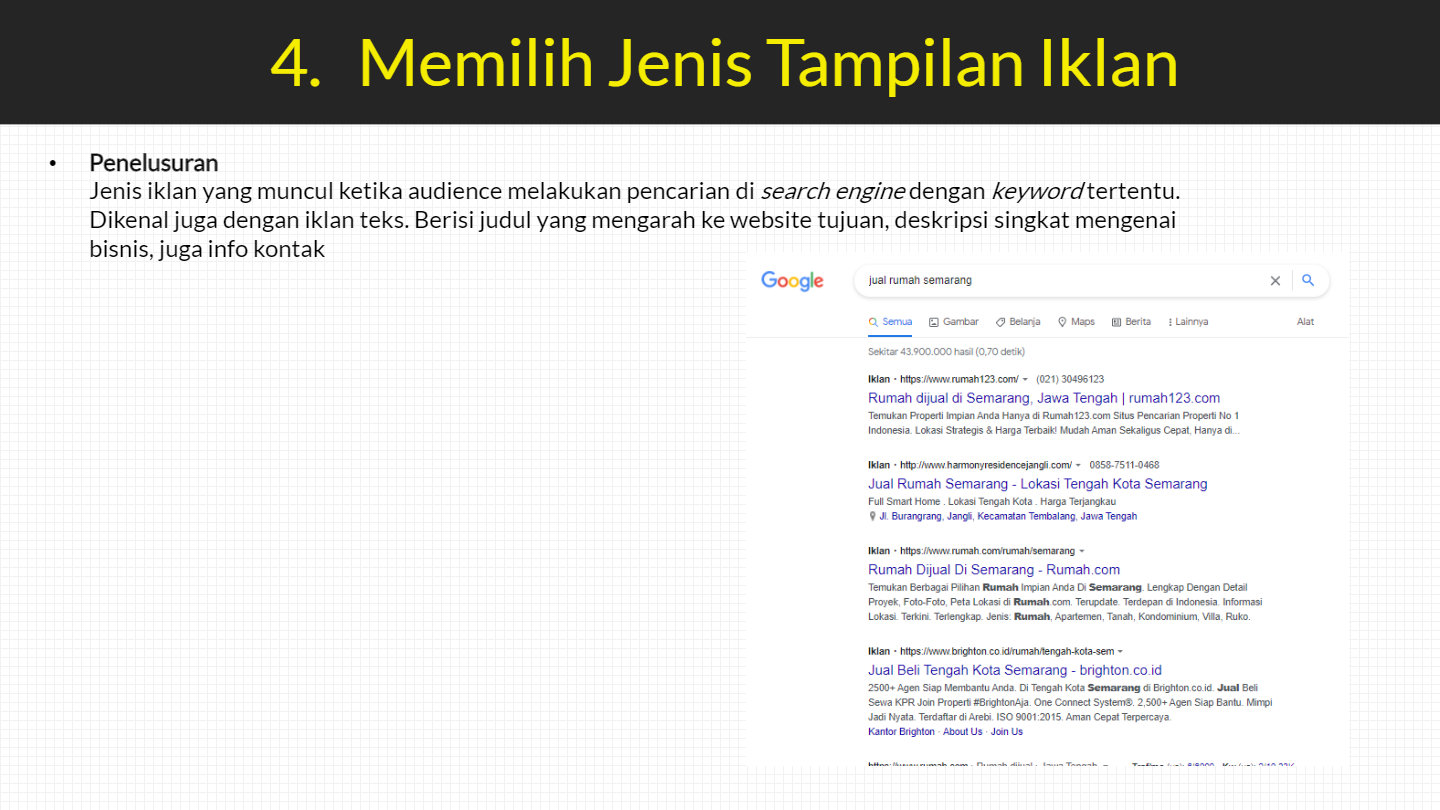 4. Memilih Jenis Tampilan Iklan
• Penelusuran
Jenis iklan yang muncul ketika audience melakukan pencarian di search engine dengan keyword tertentu.
Dikenal juga dengan iklan teks. Berisi judul yang mengarah ke website tujuan, deskripsi singkat mengenai
bisnis, juga info kontak
Google
jual rumah semarang
Semua Gambar Belanja Maps Berita Lainnya Alat
Sekitar 43.900.000 hasil (0,70 detik)
Iklan · https://www.rumah123.com/ (021) 30496123
Rumah dijual di Semarang, Jawa Tengah | rumah123.com
Temukan Properti Impian Anda Hanya di Rumah123.com Situs Pencarian Properti No 1
Indonesia. Lokasi Strategis & Harga Terbaik! Mudah Aman Sekaligus Cepat, Hanya di...
Iklan · http://www.harmonyresidencejangli.com/ 0858-7511-0468
Jual Rumah Semarang - Lokasi Tengah Kota Semarang
Full Smart Home . Lokasi Tengah Kota . Harga Terjangkau
Jl. Burangrang, Jangli, Kecamatan Tembalang, Jawa Tengah
Iklan · https://www.rumah.com/rumah/semarang
Rumah Dijual Di Semarang - Rumah.com
Temukan Berbagai Pilihan Rumah Impian Anda Di Semarang. Lengkap Dengan Detail
Proyek, Foto-Foto, Peta Lokasi di Rumah.com. Terupdate. Terdepan di Indonesia. Informasi
Lokasi. Terkini. Terlengkap. Jenis: Rumah, Apartemen, Tanah, Kondominium, Villa, Ruko.
Iklan · https://www.brighton.co.id/rumah/tengah-kota-sem
Jual Beli Tengah Kota Semarang - brighton.co.id
2500+ Agen Siap Membantu Anda. Di Tengah Kota Semarang di Brighton.co.id. Jual Beli
Sewa KPR Join Properti #BrightonAja. One Connect System®. 2,500+ Agen Siap Bantu. Mimpi
Jadi Nyata. Terdaftar di Arebi. ISO 9001:2015. Aman Cepat Terpercaya.
Kantor Brighton · About Us · Join Us
https://www.rumah.com · Rumah dijual · Jawa Tengah